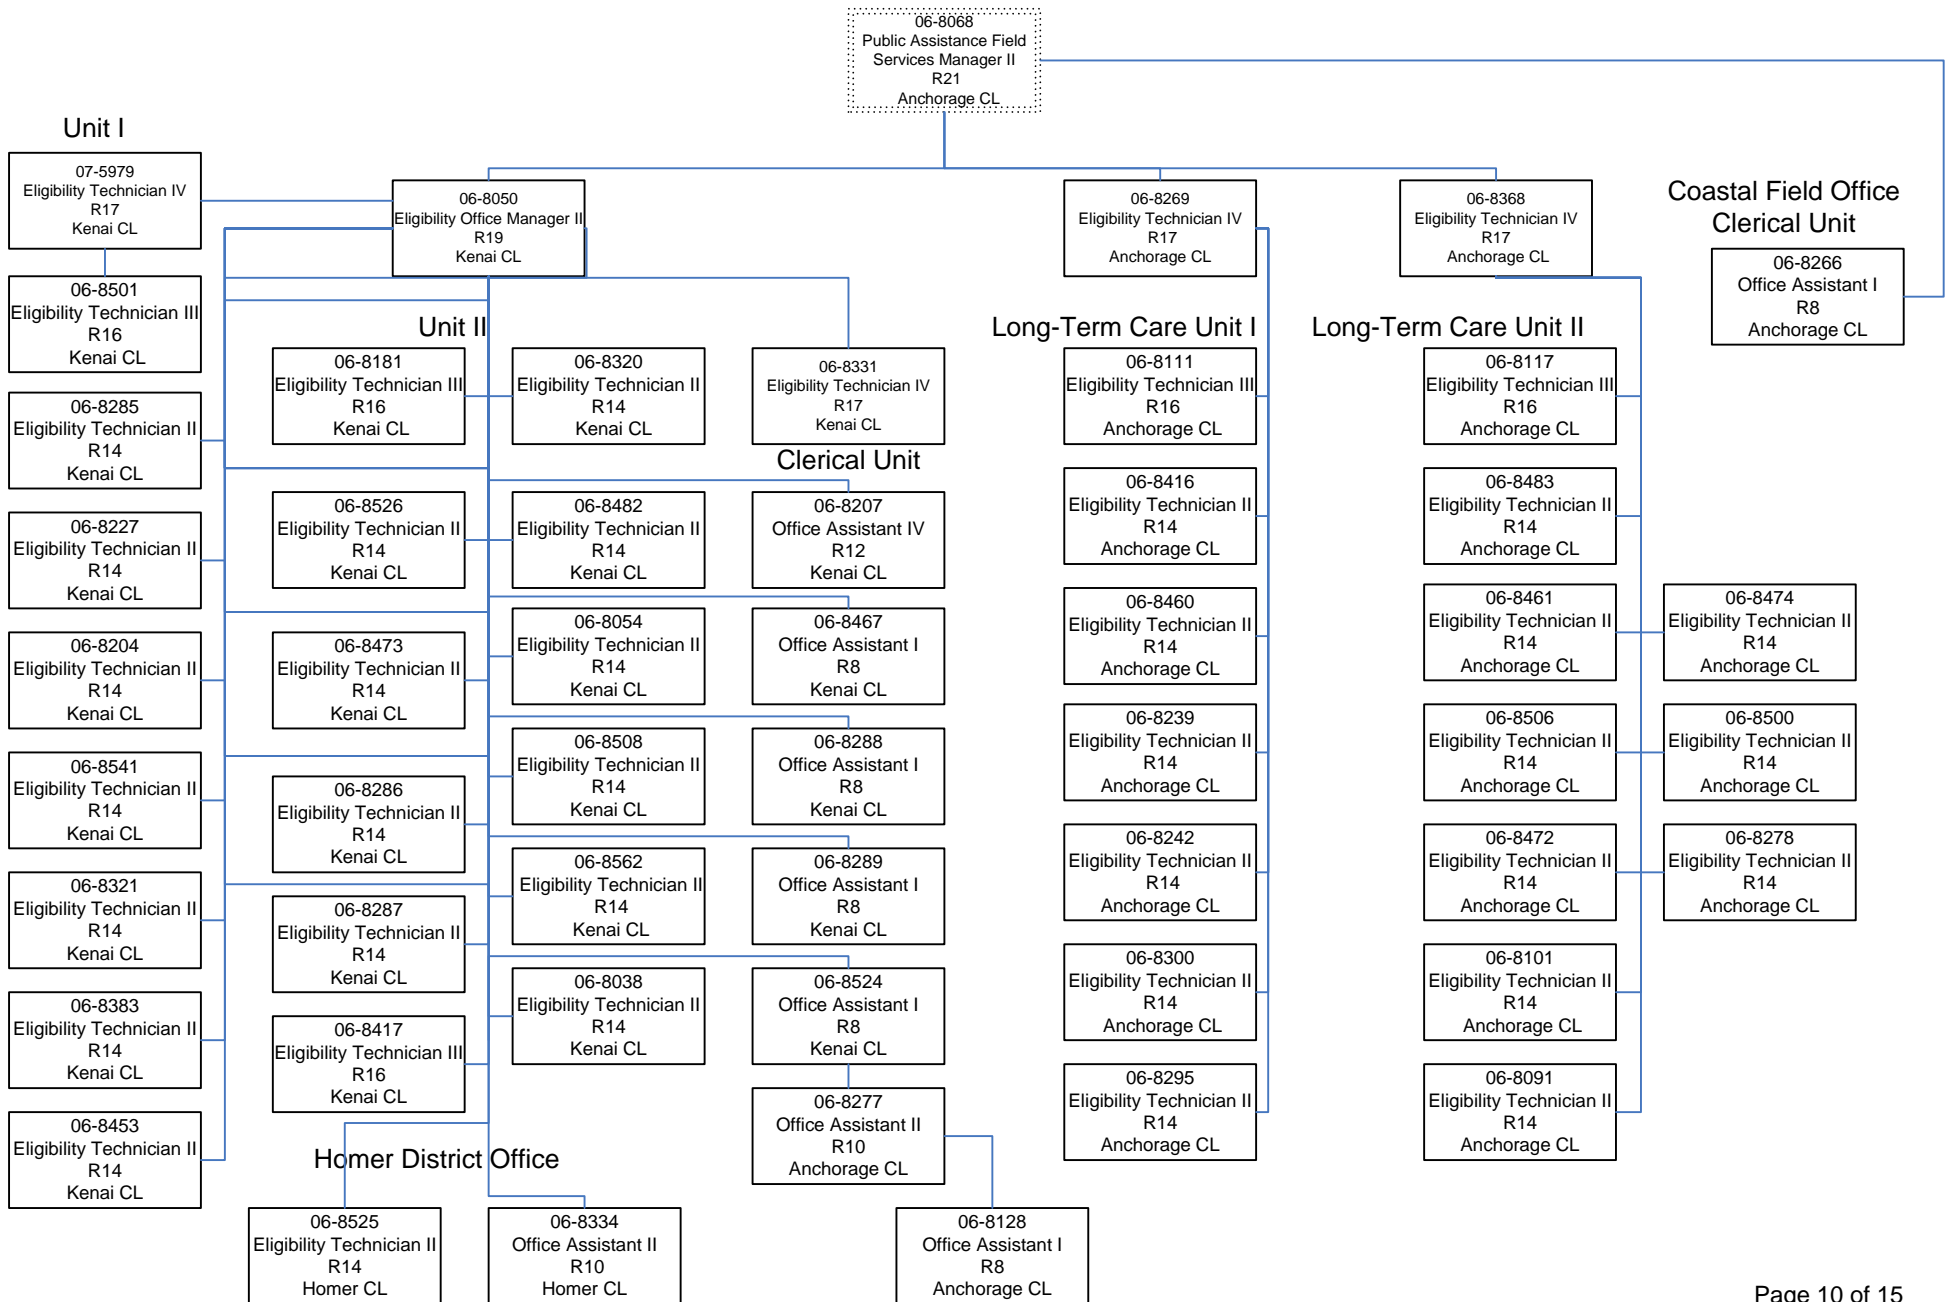 06-8068
Public Assistance Field
Services Manager II
R21
Anchorage CL
Unit I
07-5979
Eligibility Technician IV
R17
Kenai CL
06-8050
Eligibility Office Manager II
R19
Kenai CL
06-8269
Eligibility Technician IV
R17
Anchorage CL
06-8368
Eligibility Technician IV
R17
Anchorage CL
Coastal Field Office
Clerical Unit
06-8266
Office Assistant I
R8
Anchorage CL
06-8501
Eligibility Technician III
R16
Kenai CL
06-8285
Eligibility Technician II
R14
Kenai CL
06-8227
Eligibility Technician II
R14
Kenai CL
06-8204
Eligibility Technician II
R14
Kenai CL
06-8541
Eligibility Technician II
R14
Kenai CL
06-8321
Eligibility Technician II
R14
Kenai CL
06-8383
Eligibility Technician II
R14
Kenai CL
06-8453
Eligibility Technician II
R14
Kenai CL
Unit II
06-8181
Eligibility Technician III
R16
Kenai CL
06-8526
Eligibility Technician II
R14
Kenai CL
06-8473
Eligibility Technician II
R14
Kenai CL
06-8286
Eligibility Technician II
R14
Kenai CL
06-8287
Eligibility Technician II
R14
Kenai CL
06-8417
Eligibility Technician III
R16
Kenai CL
06-8320
Eligibility Technician II
R14
Kenai CL
06-8482
Eligibility Technician II
R14
Kenai CL
06-8054
Eligibility Technician II
R14
Kenai CL
06-8508
Eligibility Technician II
R14
Kenai CL
06-8562
Eligibility Technician II
R14
Kenai CL
06-8038
Eligibility Technician II
R14
Kenai CL
06-8331
Eligibility Technician IV
R17
Kenai CL
Clerical Unit
06-8207
Office Assistant IV
R12
Kenai CL
06-8467
Office Assistant I
R8
Kenai CL
06-8288
Office Assistant I
R8
Kenai CL
06-8289
Office Assistant I
R8
Kenai CL
06-8524
Office Assistant I
R8
Kenai CL
06-8277
Office Assistant II
R10
Anchorage CL
06-8128
Office Assistant I
R8
Anchorage CL
Homer District Office
06-8525
Eligibility Technician II
R14
Homer CL
06-8334
Office Assistant II
R10
Homer CL
Long-Term Care Unit I
06-8111
Eligibility Technician III
R16
Anchorage CL
06-8416
Eligibility Technician II
R14
Anchorage CL
06-8460
Eligibility Technician II
R14
Anchorage CL
06-8239
Eligibility Technician II
R14
Anchorage CL
06-8242
Eligibility Technician II
R14
Anchorage CL
06-8300
Eligibility Technician II
R14
Anchorage CL
06-8295
Eligibility Technician II
R14
Anchorage CL
Long-Term Care Unit II
06-8117
Eligibility Technician III
R16
Anchorage CL
06-8483
Eligibility Technician II
R14
Anchorage CL
06-8461
Eligibility Technician II
R14
Anchorage CL
06-8506
Eligibility Technician II
R14
Anchorage CL
06-8472
Eligibility Technician II
R14
Anchorage CL
06-8101
Eligibility Technician II
R14
Anchorage CL
06-8091
Eligibility Technician II
R14
Anchorage CL
06-8474
Eligibility Technician II
R14
Anchorage CL
06-8500
Eligibility Technician II
R14
Anchorage CL
06-8278
Eligibility Technician II
R14
Anchorage CL
Page 10 of 15